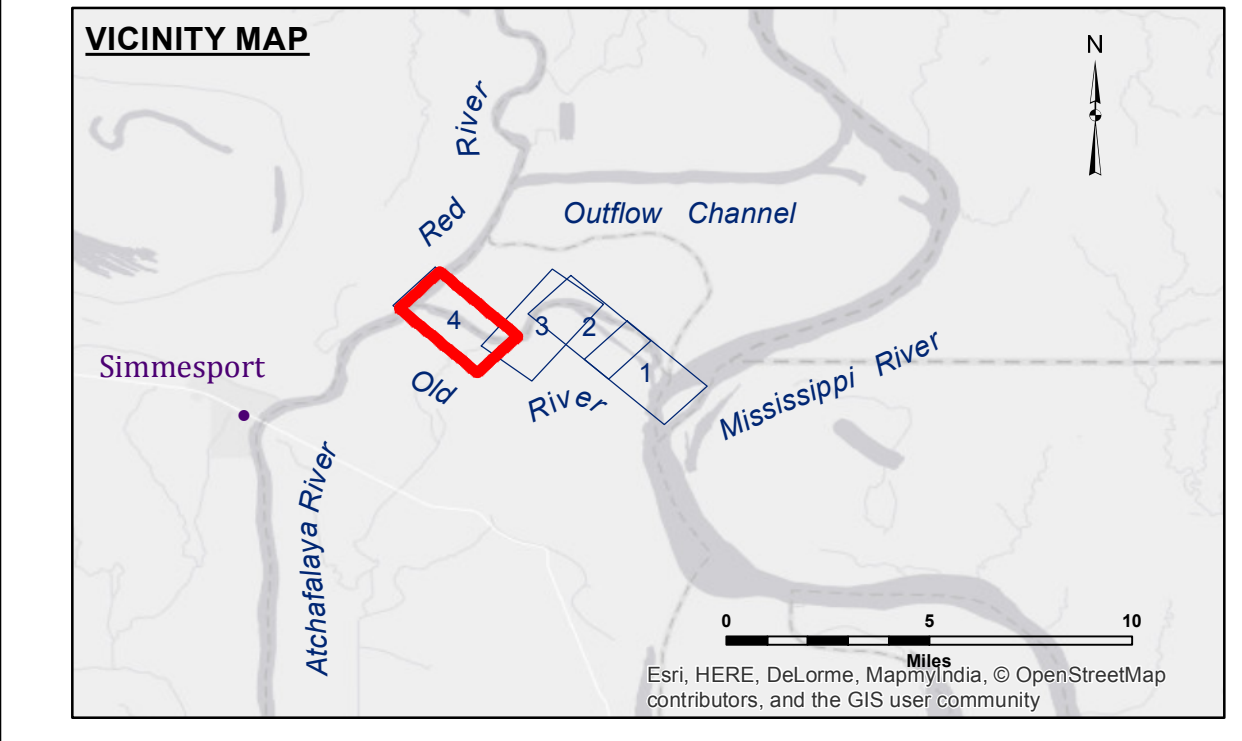 VICINITY MAP
N
Red River
Outflow Channel
4
3
2
1
Simmesport
Old River
Mississippi River
Atchafalaya River
0 5 10
Miles
Esri, HERE, DeLorme, MapmyIndia, © OpenStreetMap
contributors, and the GIS user community